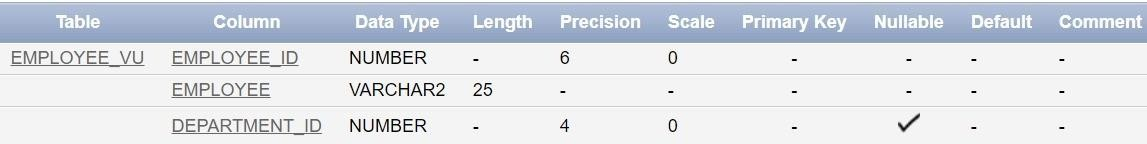 Table Column Data Type Length Precision Scale Primary Key Nullable Default Comment
EMPLOYEE_VU EMPLOYEE_ID NUMBER - 6 0 - - - -
EMPLOYEE VARCHAR2 25 - - - - - -
DEPARTMENT_ID NUMBER - 4 0 - ✓ - -